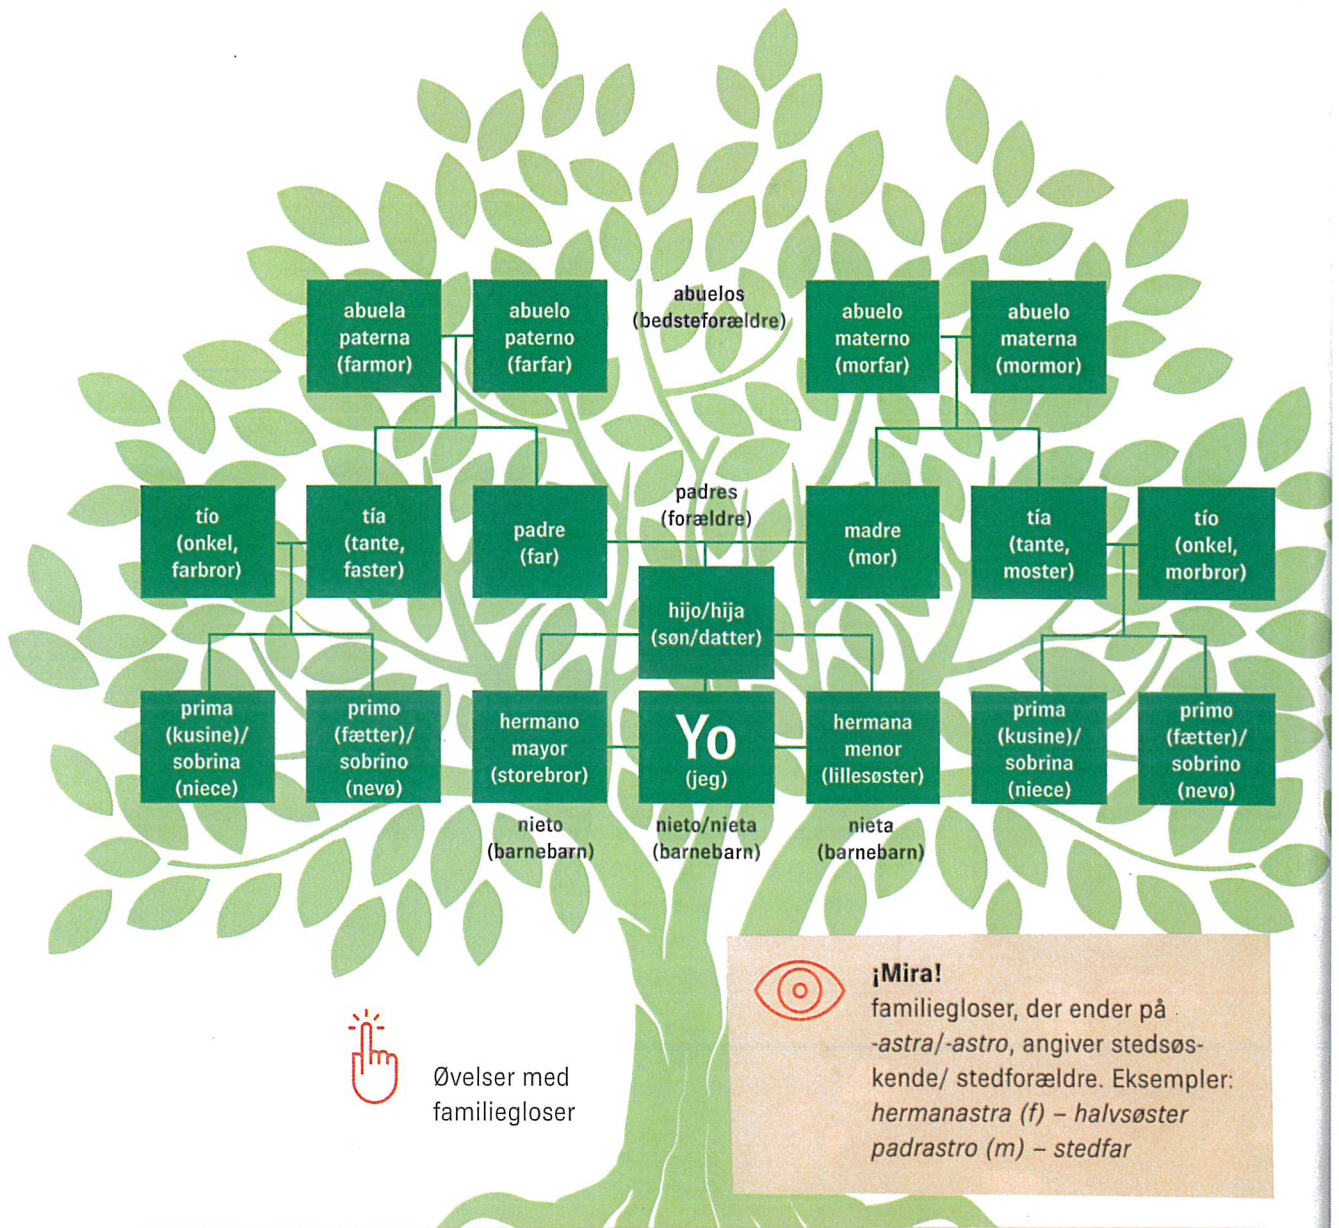 abuela
paterna
(farmor)
abuelo
paterno
(farfar)
abuelos
(bedsteforældre)
abuelo
materno
(morfar)
abuelo
materna
(mormor)
tío
(onkel,
farbror)
tía
(tante,
faster)
padre
(far)
padres
(forældre)
madre
(mor)
tía
(tante,
moster)
tío
(onkel,
morbror)
hijo/hija
(søn/datter)
prima
(kusine)/
sobrina
(niece)
primo
(fætter)/
sobrino
(nevø)
hermano
mayor
(storebror)
Yo
(jeg)
hermana
menor
(lillesøster)
prima
(kusine)/
sobrina
(niece)
primo
(fætter)/
sobrino
(nevø)
nieto
(barnebarn)
nieto/nieta
(barnebarn)
nieta
(barnebarn)
Øvelser med
familiegloser
¡Mira!
familiegloser, der ender på
-astra/-astro, angiver stedsøs-
kende/ stedforældre. Eksempler:
hermanastra (f) – halvsøster
padrastro (m) – stedfar